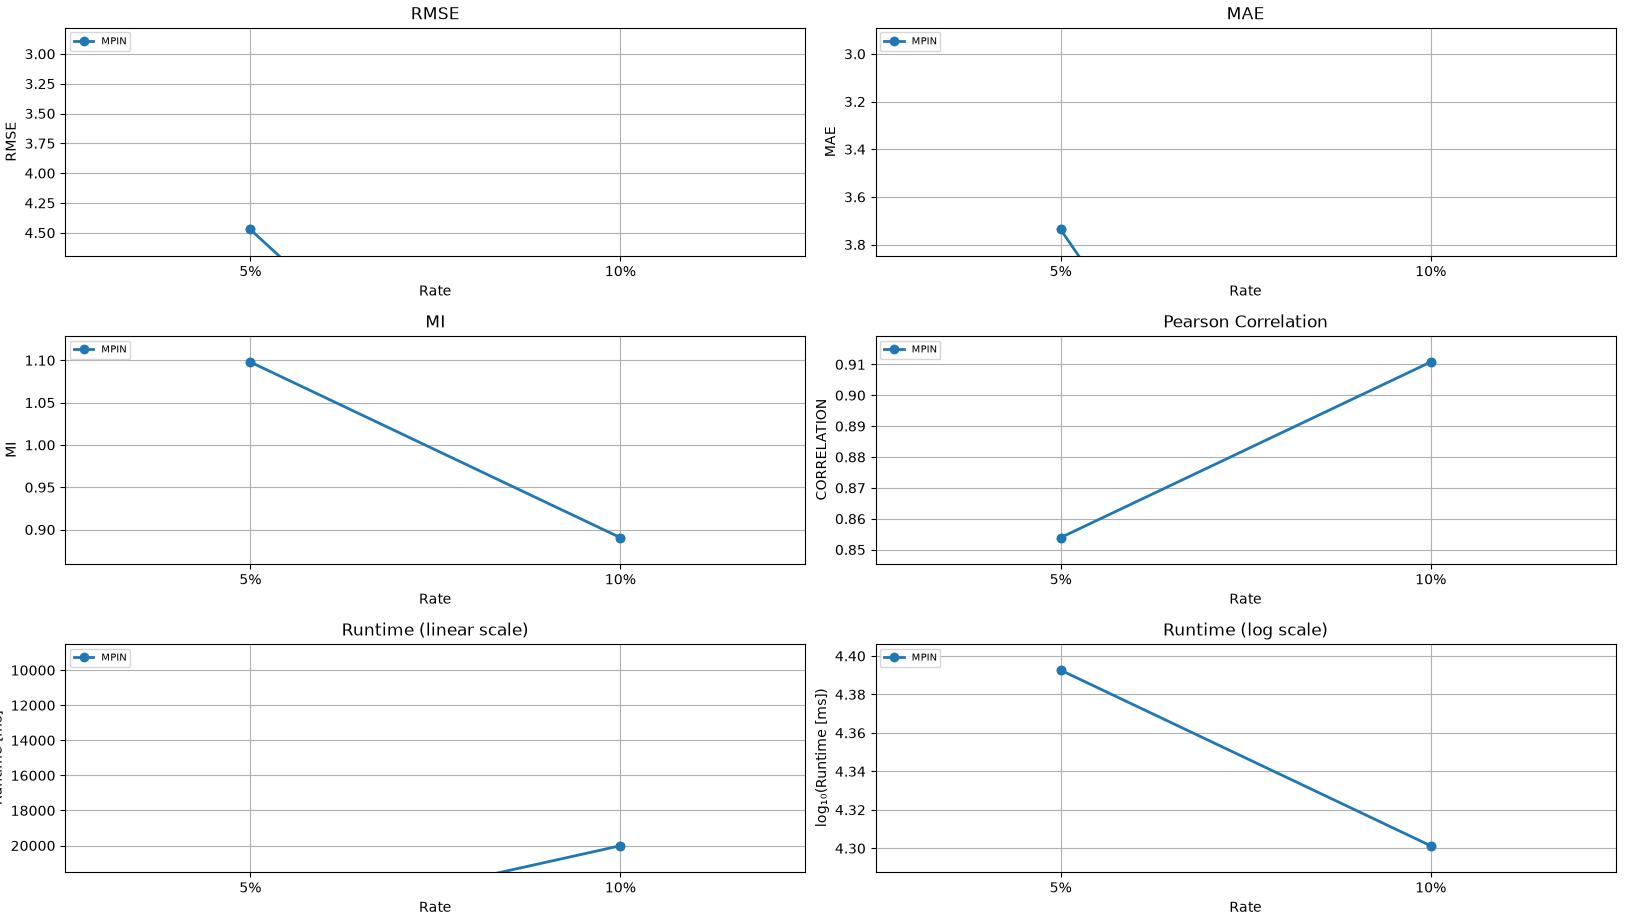 RMSE
MPIN
3.00
3.25
3.50
3.75
4.00
4.25
4.50
RMSE
5%
10%
Rate
MAE
MPIN
3.0
3.2
3.4
3.6
3.8
MAE
5%
10%
Rate
MI
MPIN
1.10
1.05
1.00
0.95
0.90
MI
5%
10%
Rate
Pearson Correlation
MPIN
0.91
0.90
0.89
0.88
0.87
0.86
0.85
CORRELATION
5%
10%
Rate
Runtime (linear scale)
MPIN
10000
12000
14000
16000
18000
20000
5%
10%
Rate
Runtime (log scale)
MPIN
4.40
4.38
4.36
4.34
4.32
4.30
log₁₀(Runtime [ms])
5%
10%
Rate